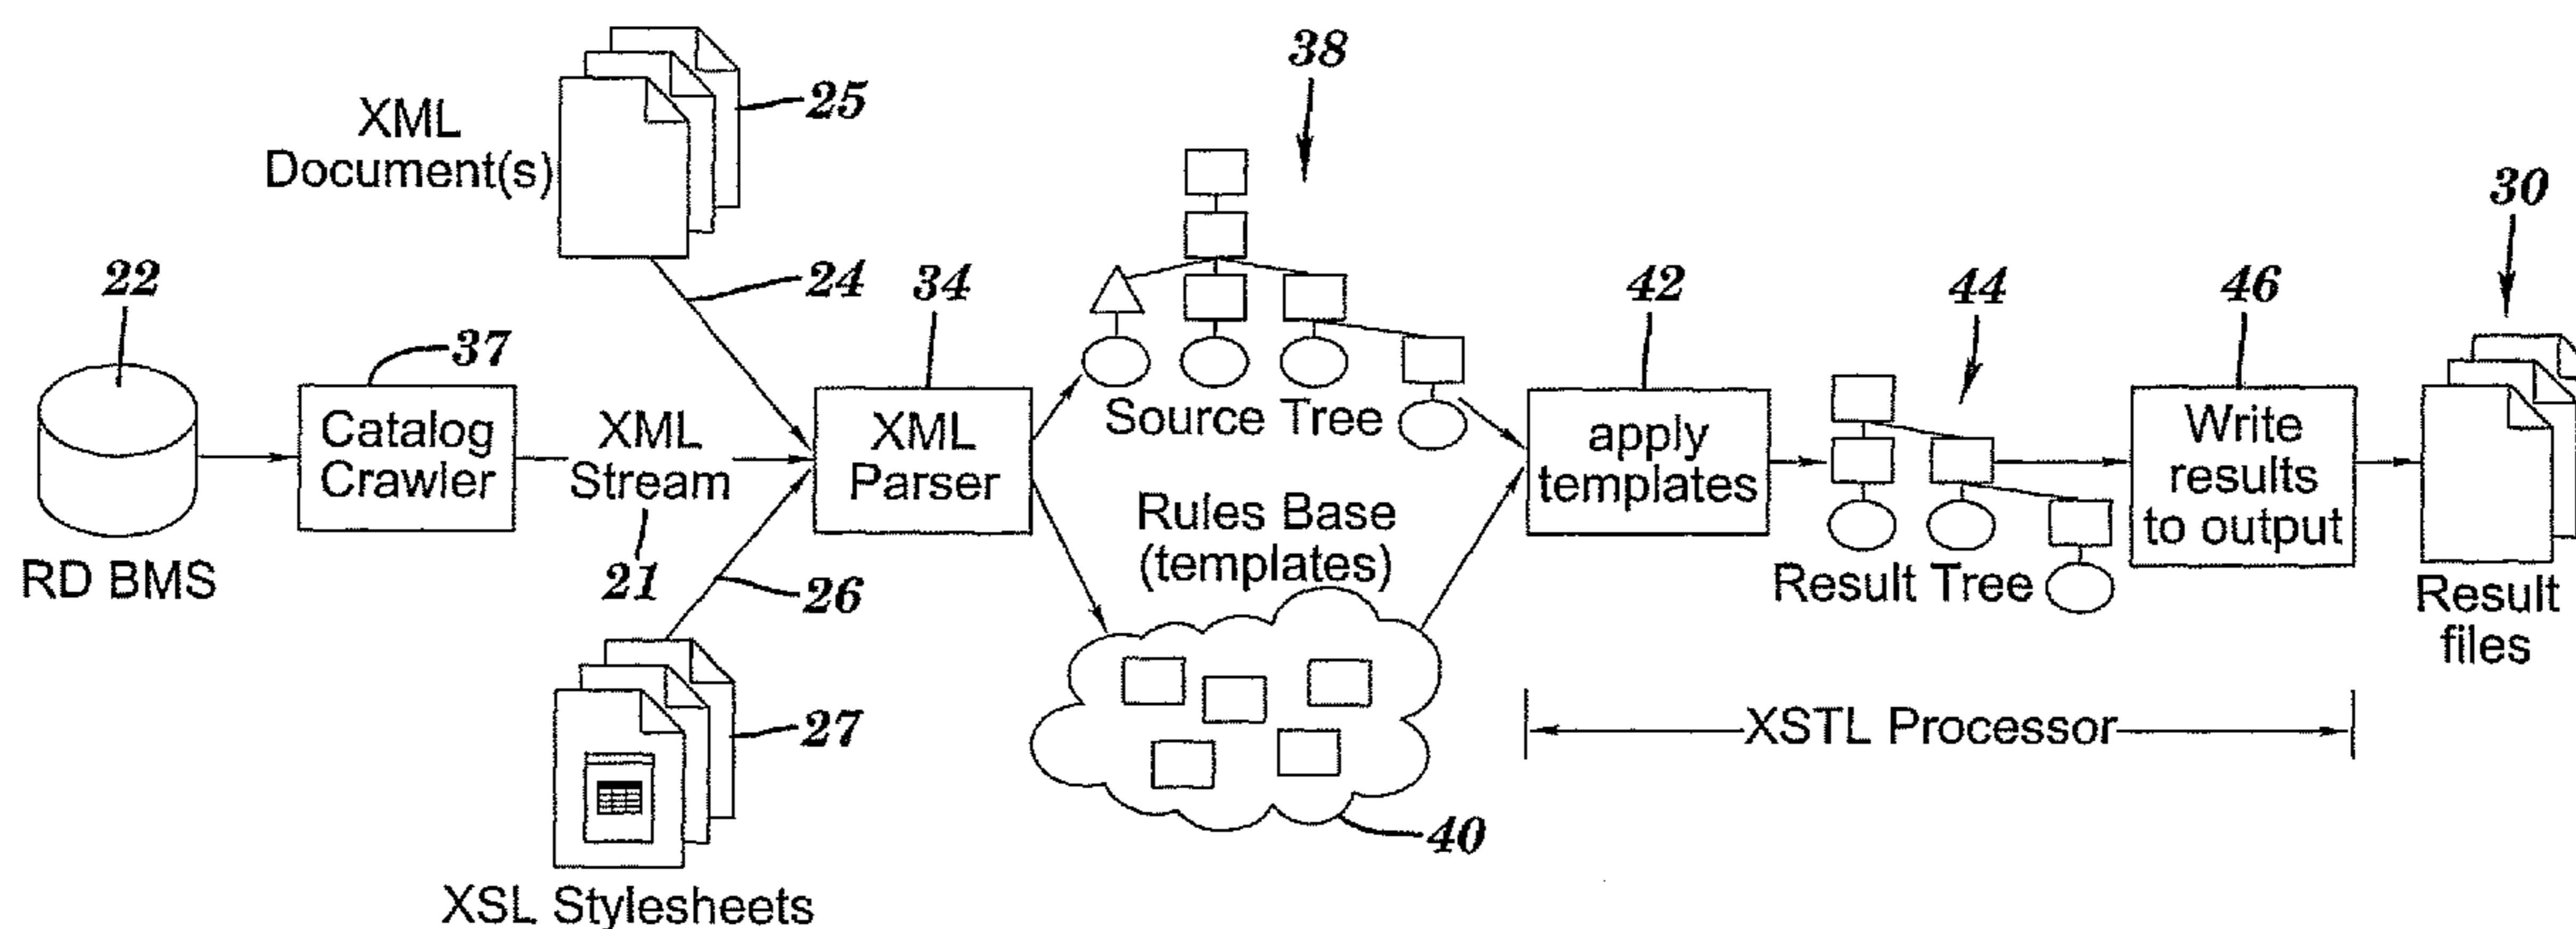 38
XML
Document(s)
25
30
22
24
34
42
44
46
37
Catalog
Crawler
XML
Stream
XML
Parser
Source Tree
apply
templates
Write
results
to output
Rules Base
(templates)
RD BMS
21
26
Result Tree
Result
files
27
XSTL Processor
40
XSL Stylesheets